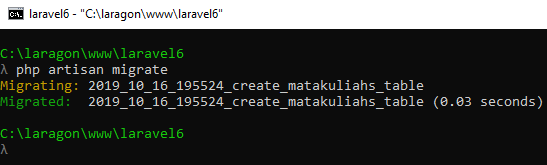 laravel6 - "C:\laragon\www\laravel6"
C:\laragon\www\laravel6
λ php artisan migrate
Migrating: 2019_10_16_195524_create_matakuliahs_table
Migrated:  2019_10_16_195524_create_matakuliahs_table (0.03 seconds)
C:\laragon\www\laravel6
λ